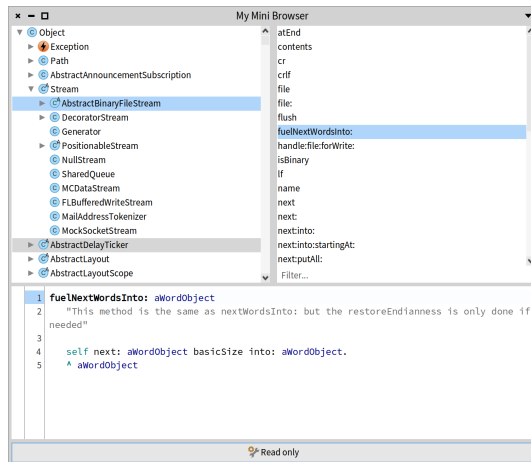 My Mini Browser
Object
Exception
Path
AbstractAnnouncementSubscription
Stream
AbstractBinaryFileStream
DecoratorStream
Generator
PositionableStream
NullStream
SharedQueue
MCDataStream
FLBufferedWriteStream
MailAddressTokenizer
MockSocketStream
AbstractDelayTicker
AbstractLayout
AbstractLayoutScope
atEnd
contents
cr
crlf
file
file:
flush
fuelNextWordsInto:
handle:file:forWrite:
isBinary
lf
name
next
next:
next:into:
next:into:startingAt:
next:putAll:
Filter...
1 fuelNextWordsInto: aWordObject
2 "This method is the same as nextWordsInto: but the restoreEndianness is only done if
needed"
3
4 self next: aWordObject basicSize into: aWordObject.
5 ^ aWordObject
Read only